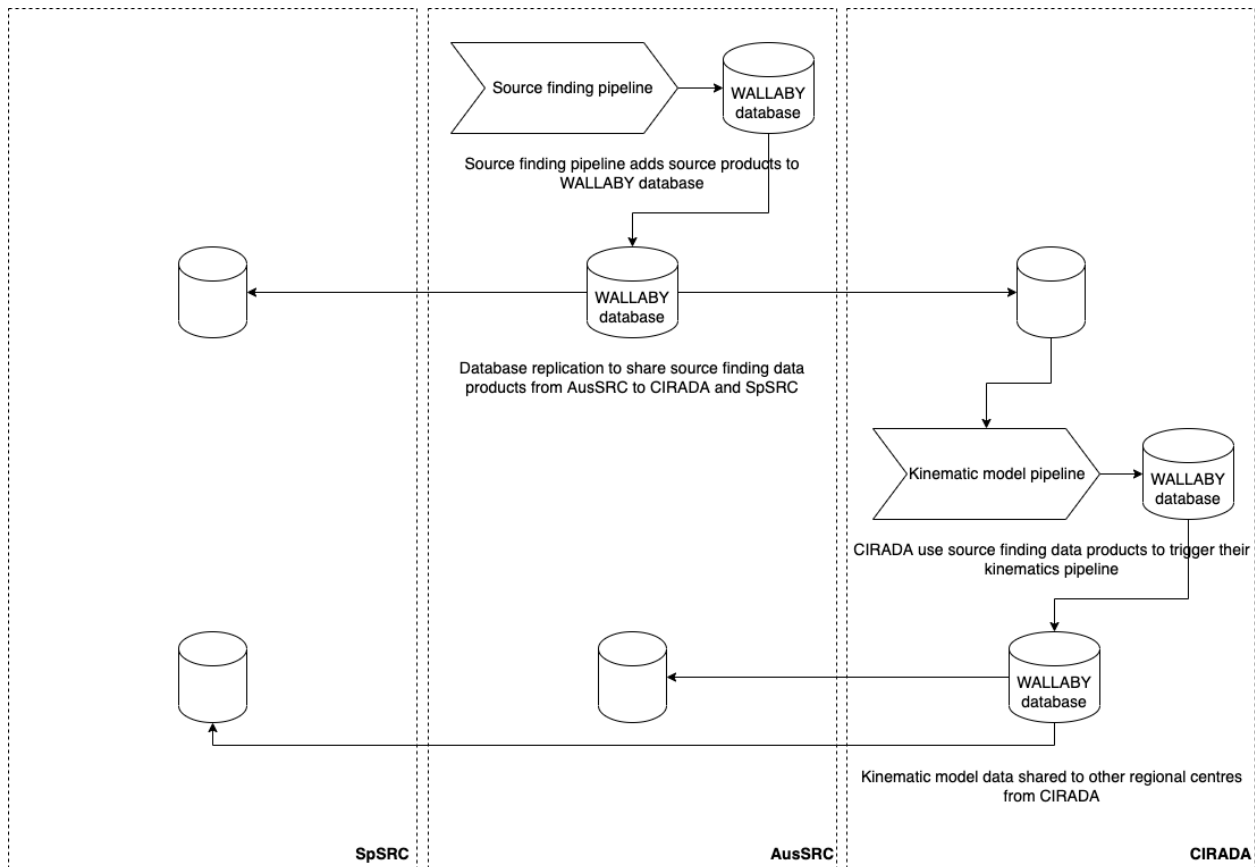 Source finding pipeline
WALLABY
database
Source finding pipeline adds source products to
WALLABY database
WALLABY
database
Database replication to share source finding data
products from AusSRC to CIRADA and SpSRC
Kinematic model pipeline
WALLABY
database
CIRADA use source finding data products to trigger their
kinematics pipeline
WALLABY
database
Kinematic model data shared to other regional centres
from CIRADA
SpSRC
AusSRC
CIRADA